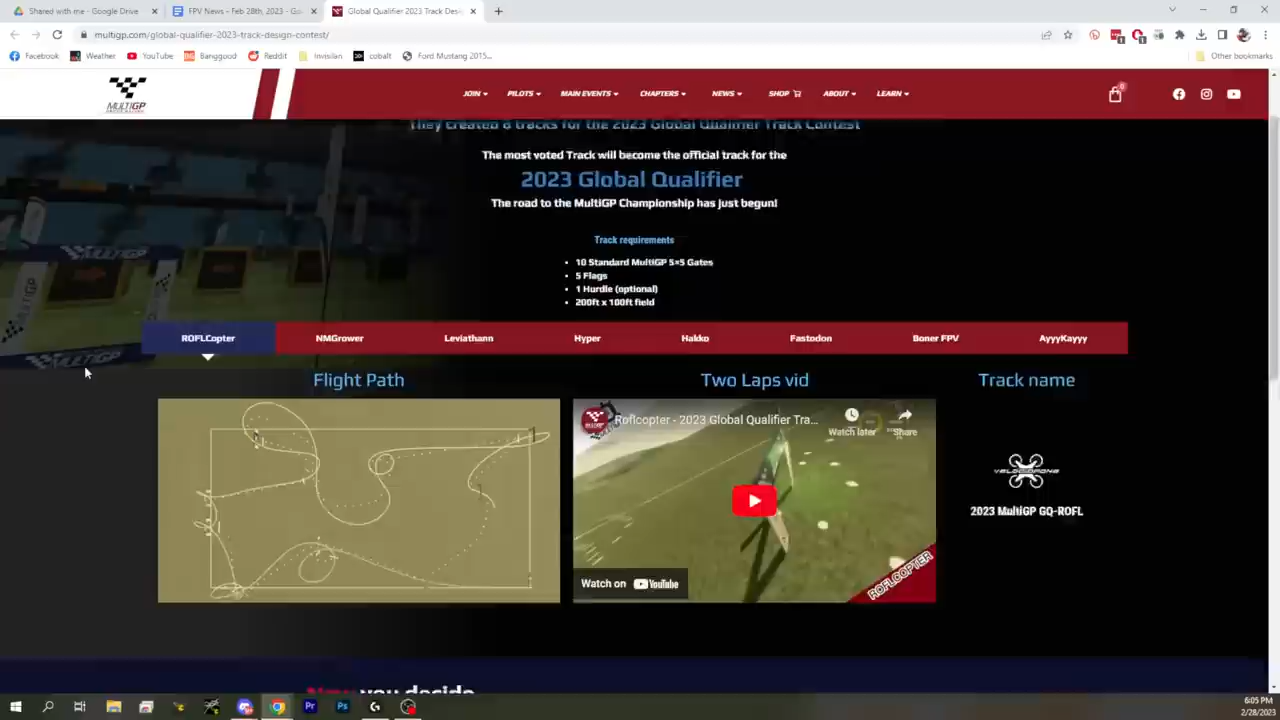 Shared with me - Google Drive
FPV News - Feb 28th, 2023 - Go
Global Qualifier 2023 Track Des
multigp.com/global-qualifier-2023-track-design-contest/
Facebook
Weather
YouTube
Banggood
Reddit
Invisilan
cobalt
Ford Mustang 2015...
Other bookmarks
MULTIGP
JOIN
PILOTS
MAIN EVENTS
CHAPTERS
NEWS
SHOP
ABOUT
LEARN
0
They created 8 tracks for the 2023 Global Qualifier Track Contest
The most voted Track will become the official track for the
2023 Global Qualifier
The road to the MultiGP Championship has just begun!
Track requirements
• 10 Standard MultiGP 5×5 Gates
• 5 Flags
• 1 Hurdle (optional)
• 200ft x 100ft field
ROFLCopter
NMGrower
Leviathann
Hyper
Hakko
Fastodon
Boner FPV
AyyyKayyy
Flight Path
Two Laps vid
Track name
Roflcopter - 2023 Global Qualifier Tra...
Watch later
Share
Watch on YouTube
ROFLCOPTER
VELOCIDRONE
2023 MultiGP GQ-ROFL
Now you decide
6:05 PM
2/28/2023